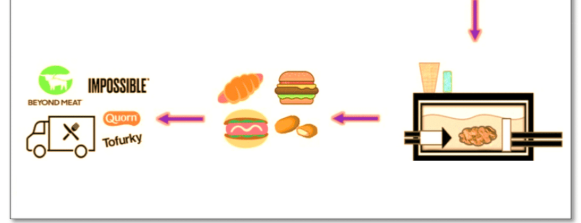 BEYOND MEAT
IMPOSSIBLE
Quorn
Tofurky